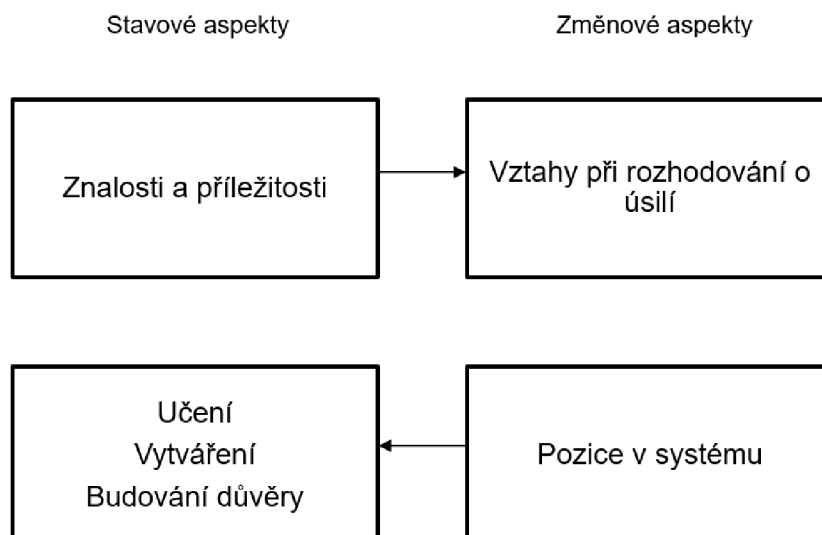 Stavové aspekty
Změnové aspekty
Znalosti a příležitosti
Vztahy při rozhodování o
úsilí
Učení
Vytváření
Budování důvěry
Pozice v systému